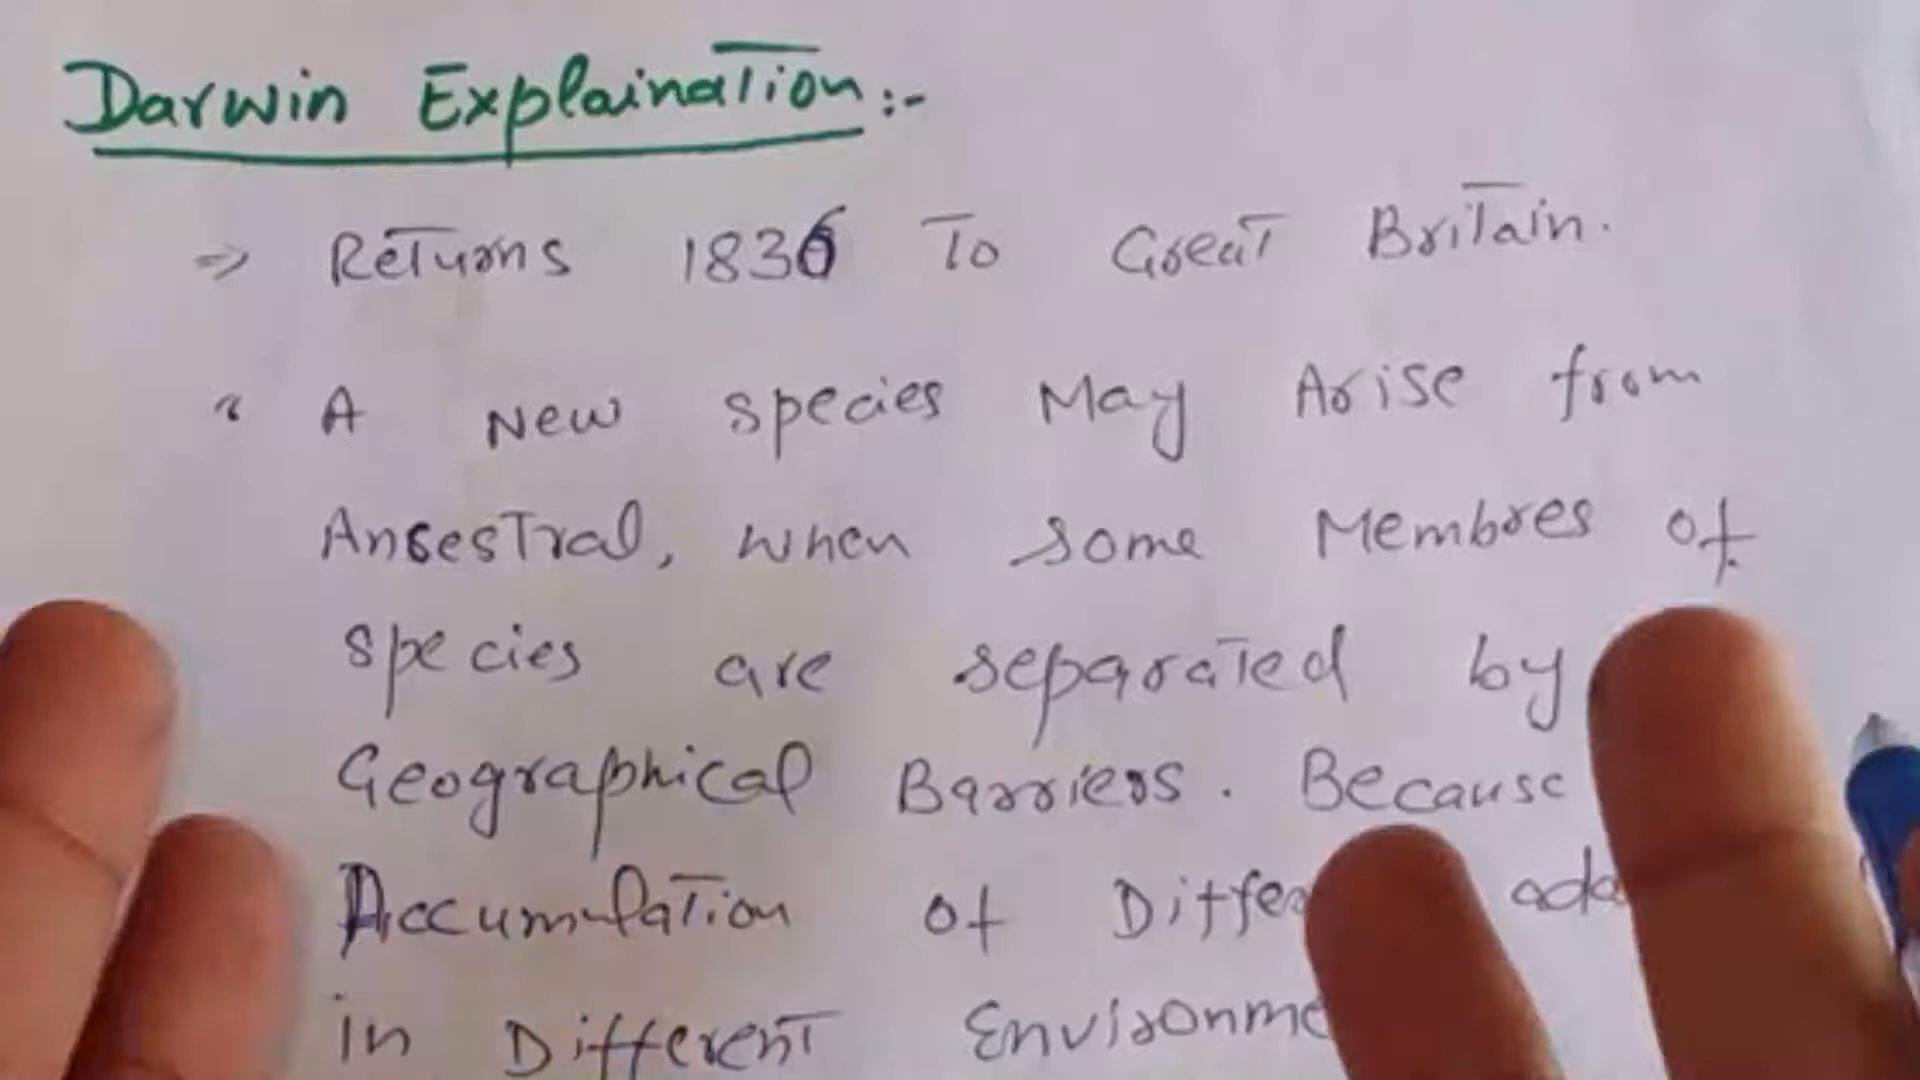 Darwin Explaination :-
⇒ Returns 1836 To Great Britain.
“ A New species May Arise from
Ansestral, when some Membres of
species are separated by
Geographical Barriers. Because
Accumulation of
in Different